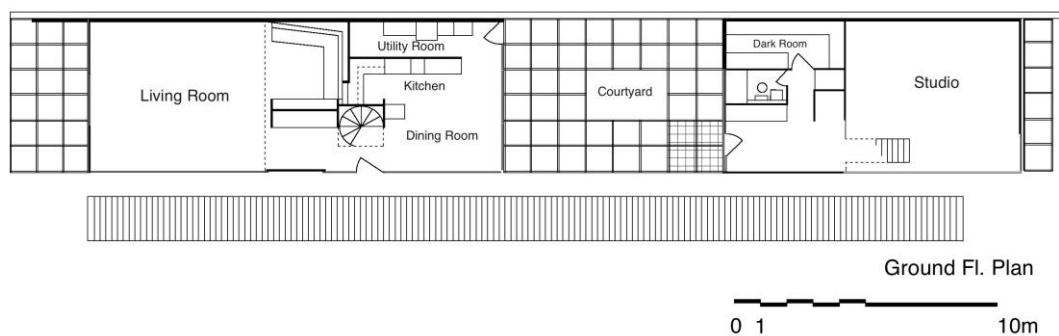 Utility Room
Dark Room
Living Room
Kitchen
Courtyard
Studio
Dining Room
Ground Fl. Plan
0 1 10m